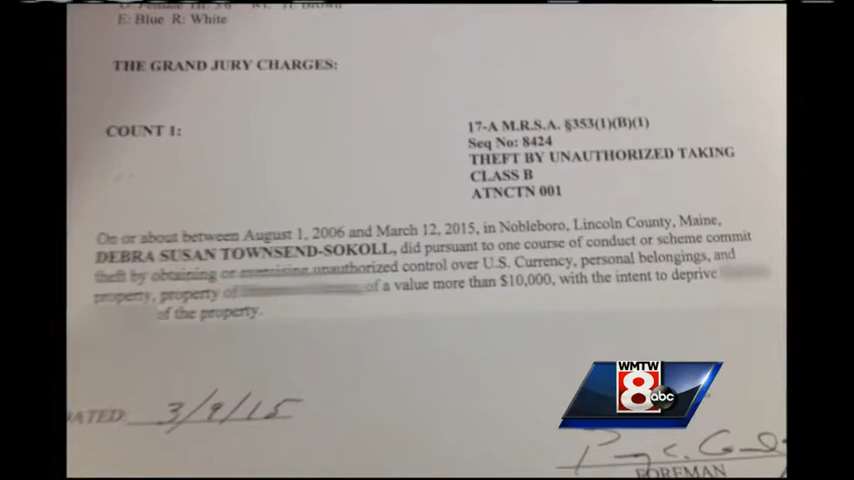 E: Blue R: White
THE GRAND JURY CHARGES:
COUNT 1:
17-A M.R.S.A. §353(1)(B)(1)
Seq No: 8424
THEFT BY UNAUTHORIZED TAKING
CLASS B
ATNCTN 001
On or about between August 1, 2006 and March 12, 2015, in Nobleboro, Lincoln County, Maine,
DEBRA SUSAN TOWNSEND-SOKOLL, did pursuant to one course of conduct or scheme commit
theft by obtaining or exercising unauthorized control over U.S. Currency, personal belongings, and
property, property of of a value more than $10,000, with the intent to deprive
of the property.
DATED: 3/9/15
FOREMAN
WMTW
8
abc